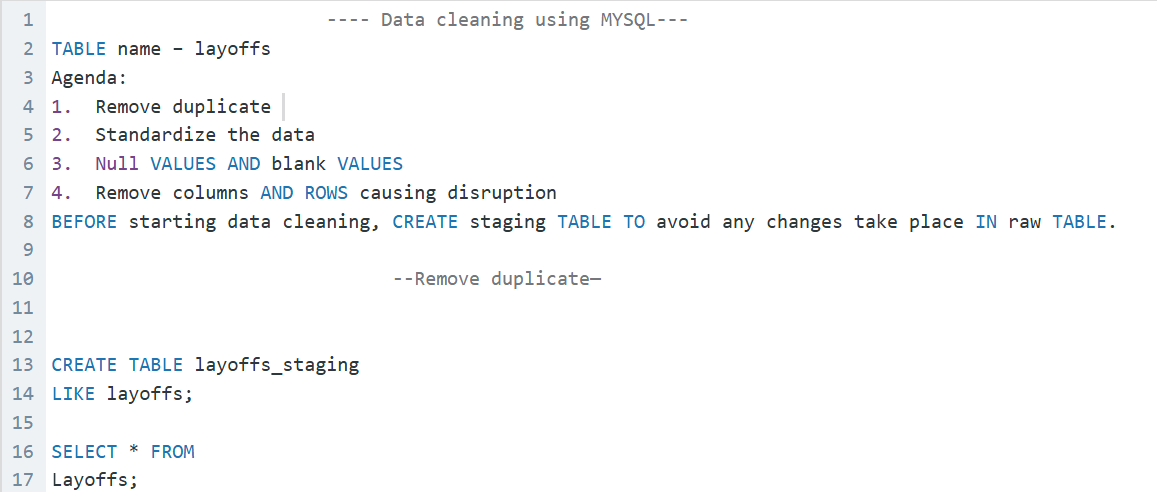 1 ---- Data cleaning using MYSQL---
2 TABLE name – layoffs
3 Agenda:
4 1. Remove duplicate
5 2. Standardize the data
6 3. Null VALUES AND blank VALUES
7 4. Remove columns AND ROWS causing disruption
8 BEFORE starting data cleaning, CREATE staging TABLE TO avoid any changes take place IN raw TABLE.
9
10 --Remove duplicate—
11
12
13 CREATE TABLE layoffs_staging
14 LIKE layoffs;
15
16 SELECT * FROM
17 Layoffs;